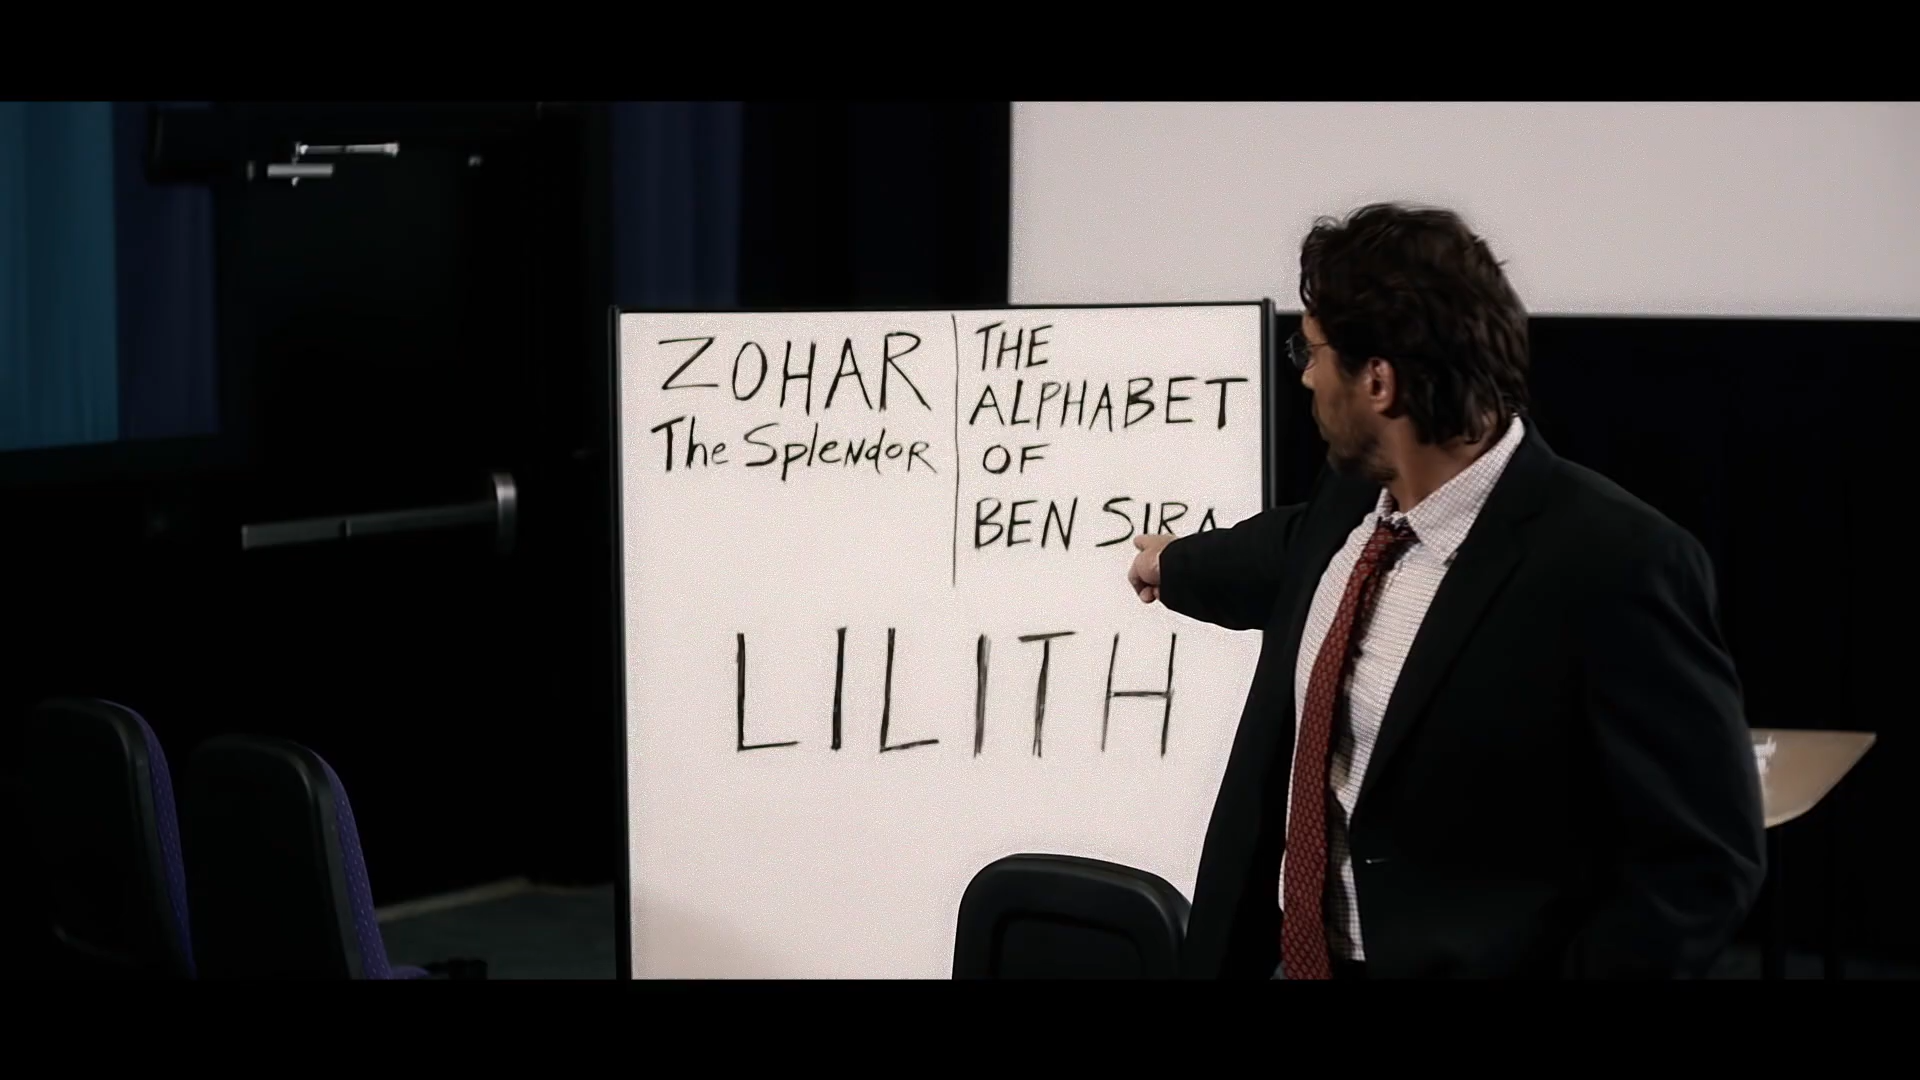 ZOHAR
The Splendor
THE
ALPHABET
OF
BEN SIRA
LILITH